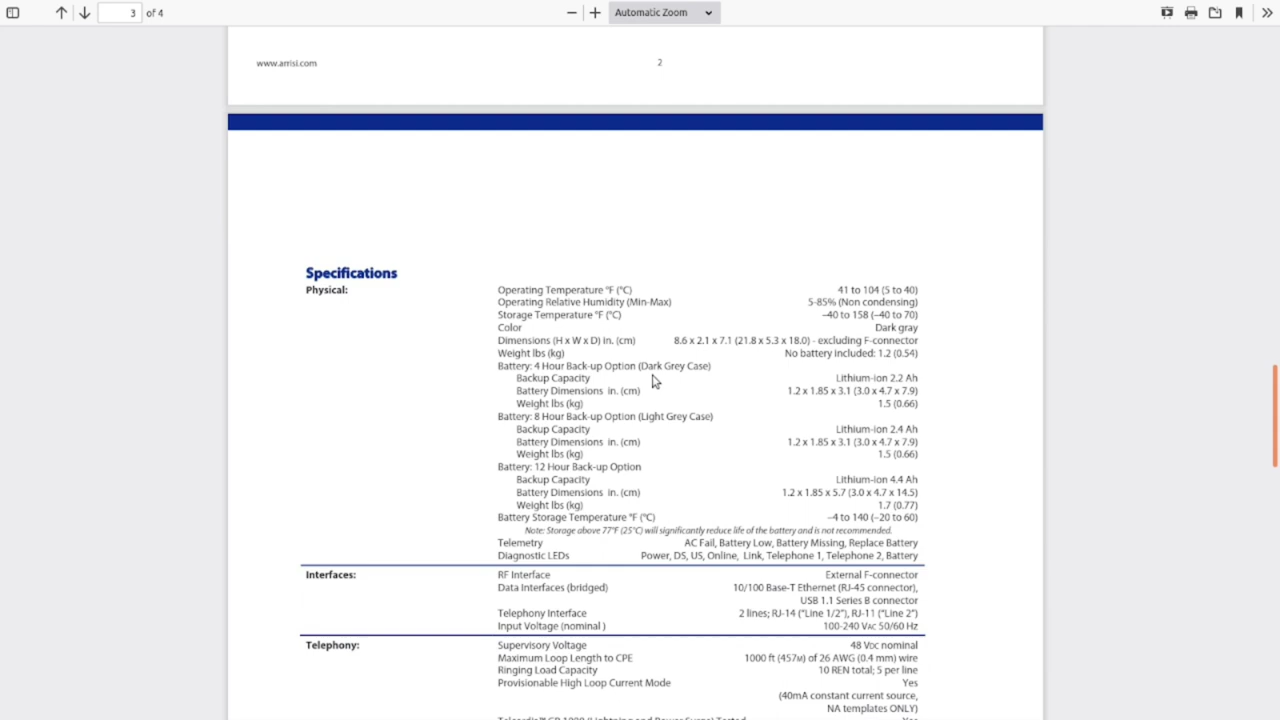 3 of 4 Automatic Zoom
www.arrisi.com 2
Specifications
Physical: Operating Temperature °F (°C) 41 to 104 (5 to 40)
Operating Relative Humidity (Min-Max) 5-85% (Non condensing)
Storage Temperature °F (°C) –40 to 158 (–40 to 70)
Color Dark gray
Dimensions (H x W x D) in. (cm) 8.6 x 2.1 x 7.1 (21.8 x 5.3 x 18.0) - excluding F-connector
Weight lbs (kg) No battery included: 1.2 (0.54)
Battery: 4 Hour Back-up Option (Dark Grey Case)
Backup Capacity Lithium-ion 2.2 Ah
Battery Dimensions in. (cm) 1.2 x 1.85 x 3.1 (3.0 x 4.7 x 7.9)
Weight lbs (kg) 1.5 (0.66)
Battery: 8 Hour Back-up Option (Light Grey Case)
Backup Capacity Lithium-ion 2.4 Ah
Battery Dimensions in. (cm) 1.2 x 1.85 x 3.1 (3.0 x 4.7 x 7.9)
Weight lbs (kg) 1.5 (0.66)
Battery: 12 Hour Back-up Option
Backup Capacity Lithium-ion 4.4 Ah
Battery Dimensions in. (cm) 1.2 x 1.85 x 5.7 (3.0 x 4.7 x 14.5)
Weight lbs (kg) 1.7 (0.77)
Battery Storage Temperature °F (°C) –4 to 140 (–20 to 60)
Note: Storage above 77°F (25°C) will significantly reduce life of the battery and is not recommended.
Telemetry AC Fail, Battery Low, Battery Missing, Replace Battery
Diagnostic LEDs Power, DS, US, Online, Link, Telephone 1, Telephone 2, Battery
Interfaces: RF Interface External F-connector
Data Interfaces (bridged) 10/100 Base-T Ethernet (RJ-45 connector),
USB 1.1 Series B connector
Telephony Interface 2 lines; RJ-14 ("Line 1/2"), RJ-11 ("Line 2")
Input Voltage (nominal ) 100-240 VAC 50/60 Hz
Telephony: Supervisory Voltage 48 VDC nominal
Maximum Loop Length to CPE 1000 ft (457M) of 26 AWG (0.4 mm) wire
Ringing Load Capacity 10 REN total; 5 per line
Provisionable High Loop Current Mode Yes
(40mA constant current source,
NA templates ONLY)